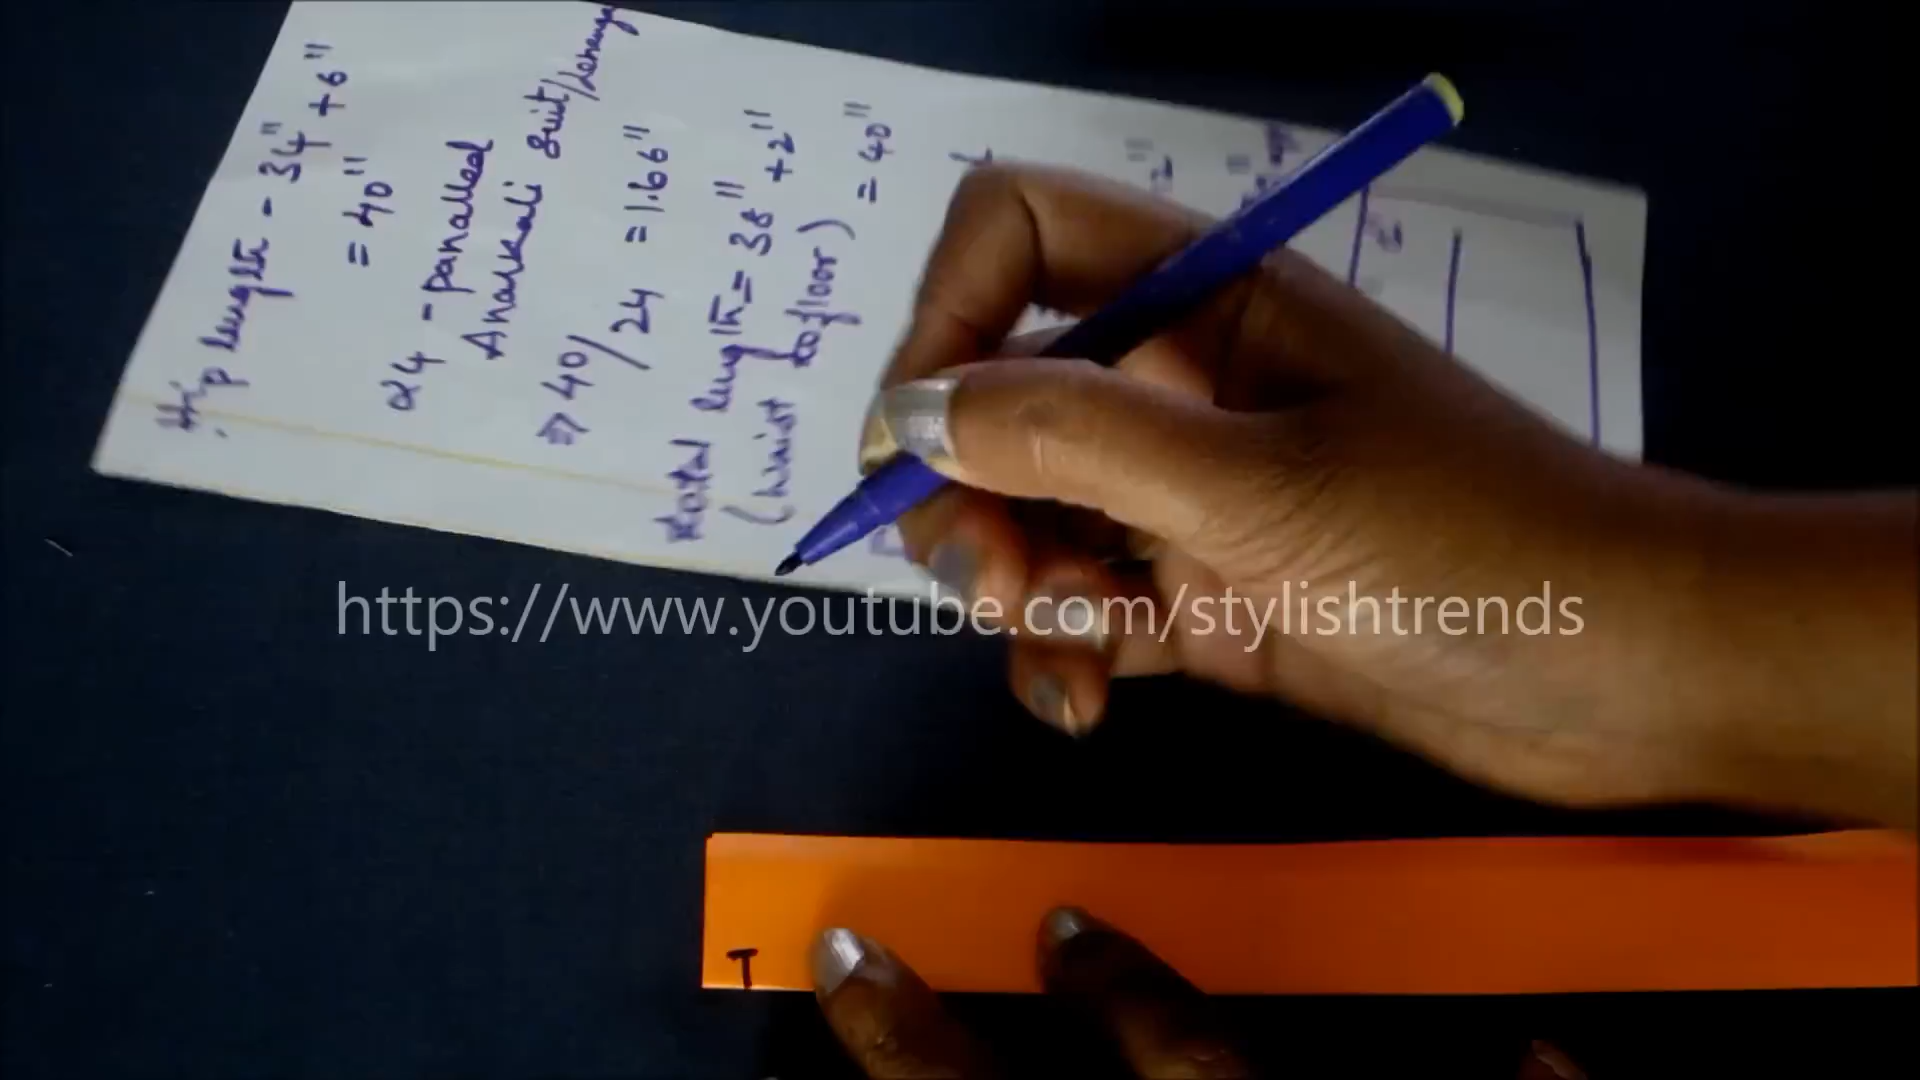 Hip length - 34" + 6"
= 40"
24 - panalled
Anarkali Suit/Lehenga
⇒ 40/24 = 1.66"
Total length = 38" + 2"
(waist to floor) = 40"
https://www.youtube.com/stylishtrends
T